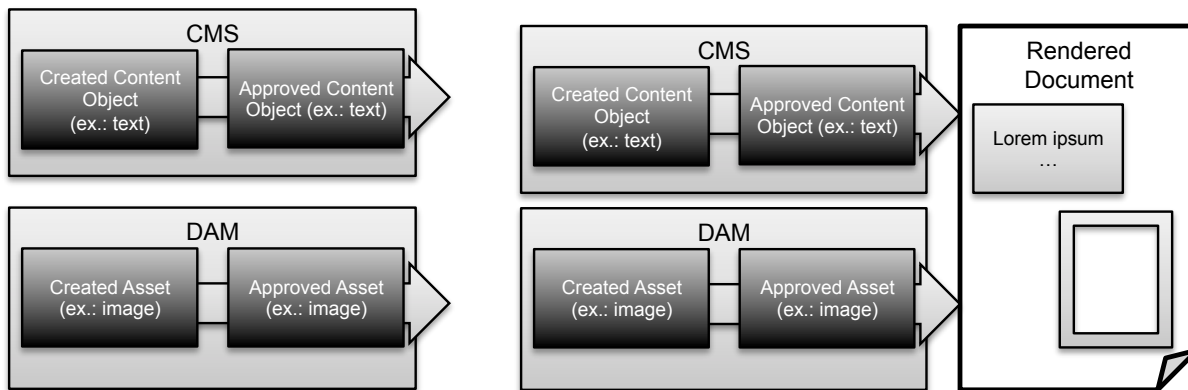 CMS
Created Content
Object
(ex.: text)
Approved Content
Object (ex.: text)
DAM
Created Asset
(ex.: image)
Approved Asset
(ex.: image)
CMS
Created Content
Object
(ex.: text)
Approved Content
Object (ex.: text)
DAM
Created Asset
(ex.: image)
Approved Asset
(ex.: image)
Rendered
Document
Lorem ipsum
…